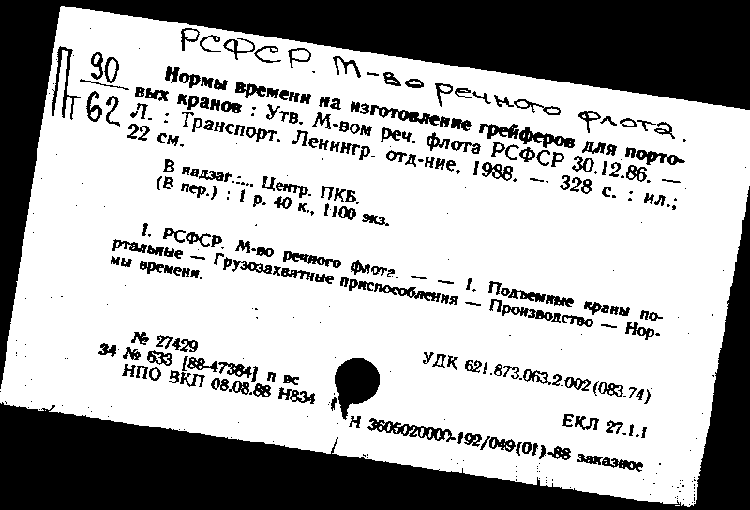 РСФСР. М-во речного флота.
П 90
Пт 62
Нормы времени на изготовление грейферов для порто-
вых кранов : Утв. М-вом реч. флота РСФСР 30.12.86. —
Л. : Транспорт. Ленингр. отд-ние, 1988. — 328 с. : ил.;
22 см.
В надзаг.:... Центр. ПКБ.
(В пер.) : 1 р. 40 к., 1100 экз.
1. РСФСР. М-во речного флота. — — 1. Подъемные краны по-
ртальные — Грузозахватные приспособления — Производство — Нор-
мы времени.
№ 27429
34 № 633 [88-47384] п вс
НПО ВКП 08.08.88 Н834
УДК 621.873.063.2.002(083.74)
ЕКЛ 27.1.1
Н 3605020000-192/049(01)-88 заказное